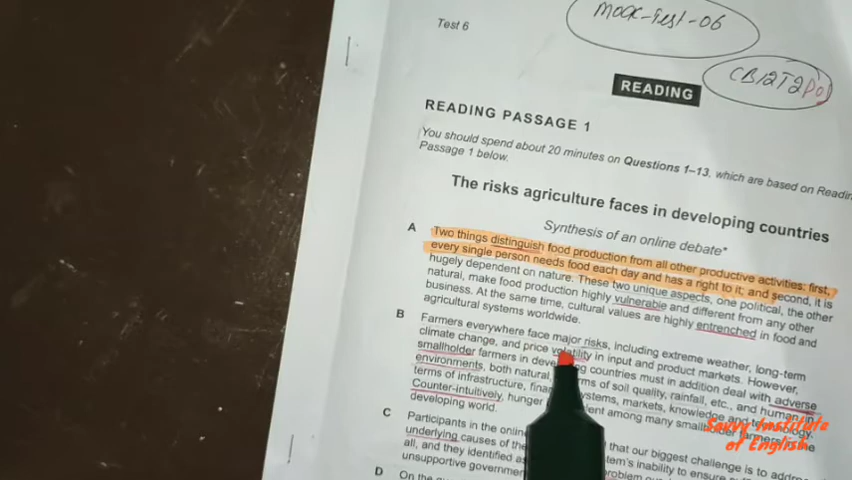 Test 6
MOCK-Test-06
CB12T2P01
READING
READING PASSAGE 1
You should spend about 20 minutes on Questions 1–13, which are based on Readin
Passage 1 below.
The risks agriculture faces in developing countries
Synthesis of an online debate*
A Two things distinguish food production from all other productive activities: first,
every single person needs food each day and has a right to it; and second, it is
hugely dependent on nature. These two unique aspects, one political, the other
natural, make food production highly vulnerable and different from any other
business. At the same time, cultural values are highly entrenched in food and
agricultural systems worldwide.
B Farmers everywhere face major risks, including extreme weather, long-term
climate change, and price volatility in input and product markets. However,
smallholder farmers in developing countries must in addition deal with adverse
environments, both natural, in terms of soil quality, rainfall, etc., and human, in
terms of infrastructure, financial systems, markets, knowledge and technology.
Counter-intuitively, hunger is prevalent among many smallholder farmers in the
developing world.
C Participants in the online that our biggest challenge is to addre
underlying causes of the tem's inability to ensure
all, and they identified as problem
unsupportive governme
D On the
Savvy Institute
of English